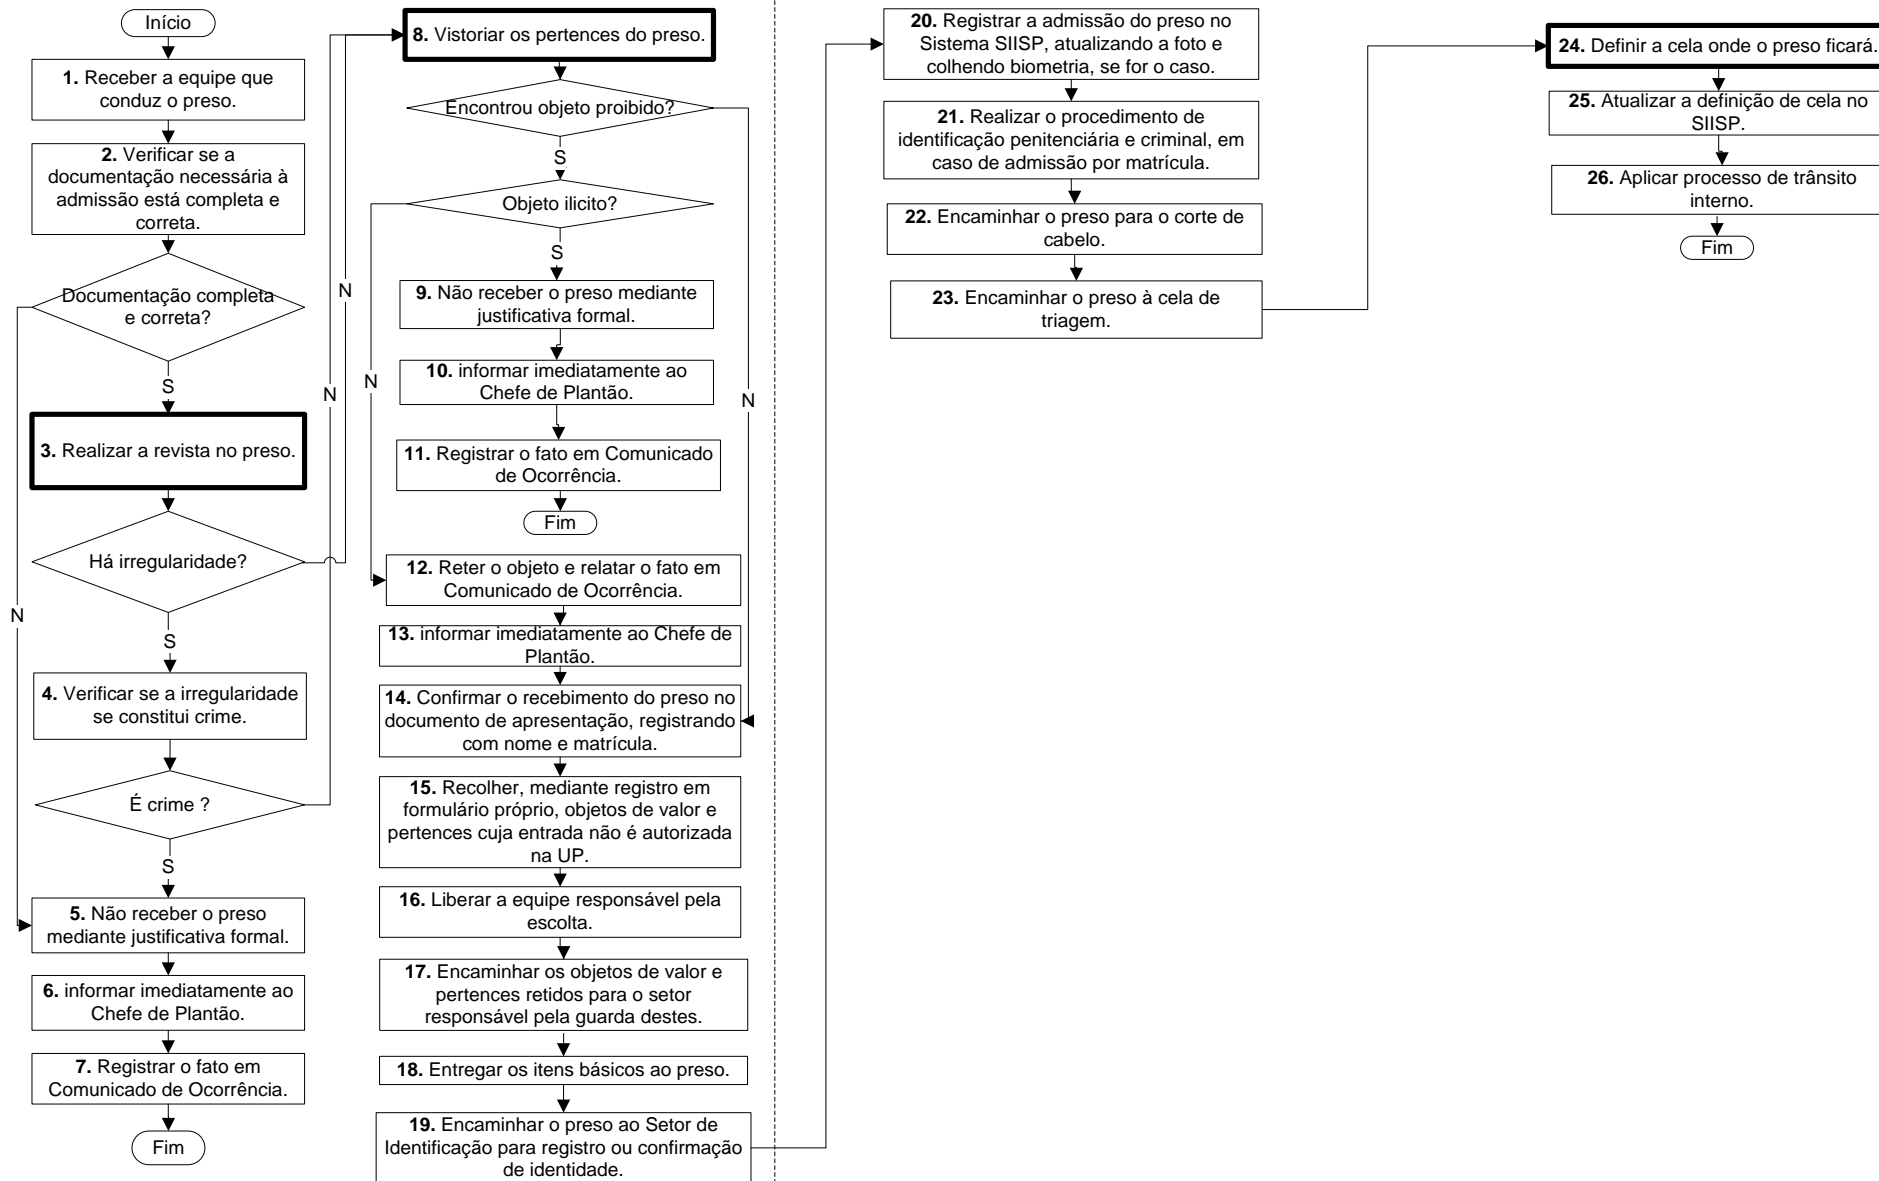 Início
1. Receber a equipe que
conduz o preso.
2. Verificar se a
documentação necessária à
admissão está completa e
correta.
Documentação completa
e correta?
N
S
3. Realizar a revista no preso.
Há irregularidade?
N
S
4. Verificar se a irregularidade
se constitui crime.
É crime ?
N
S
5. Não receber o preso
mediante justificativa formal.
6. informar imediatamente ao
Chefe de Plantão.
7. Registrar o fato em
Comunicado de Ocorrência.
Fim
8. Vistoriar os pertences do preso.
Encontrou objeto proibido?
N
S
Objeto ilicito?
N
S
9. Não receber o preso mediante
justificativa formal.
10. informar imediatamente ao
Chefe de Plantão.
11. Registrar o fato em Comunicado
de Ocorrência.
Fim
12. Reter o objeto e relatar o fato em
Comunicado de Ocorrência.
13. informar imediatamente ao Chefe de
Plantão.
14. Confirmar o recebimento do preso no
documento de apresentação, registrando
com nome e matrícula.
15. Recolher, mediante registro em
formulário próprio, objetos de valor e
pertences cuja entrada não é autorizada
na UP.
16. Liberar a equipe responsável pela
escolta.
17. Encaminhar os objetos de valor e
pertences retidos para o setor
responsável pela guarda destes.
18. Entregar os itens básicos ao preso.
19. Encaminhar o preso ao Setor de
Identificação para registro ou confirmação
de identidade.
20. Registrar a admissão do preso no
Sistema SIISP, atualizando a foto e
colhendo biometria, se for o caso.
21. Realizar o procedimento de
identificação penitenciária e criminal, em
caso de admissão por matrícula.
22. Encaminhar o preso para o corte de
cabelo.
23. Encaminhar o preso à cela de
triagem.
24. Definir a cela onde o preso ficará.
25. Atualizar a definição de cela no
SIISP.
26. Aplicar processo de trânsito
interno.
Fim